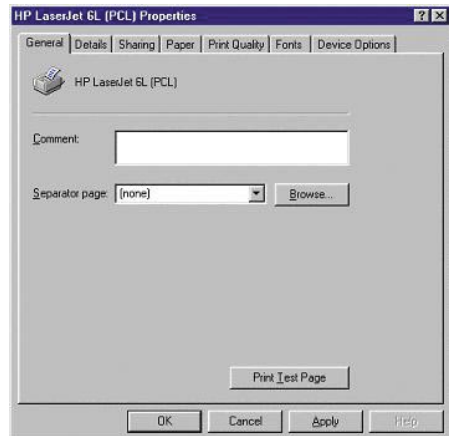 HP LaserJet 6L (PCL) Properties
General Details Sharing Paper Print Quality Fonts Device Options
HP LaserJet 6L (PCL)
Comment:
Separator page: (none) Browse...
Print Test Page
OK Cancel Apply Help